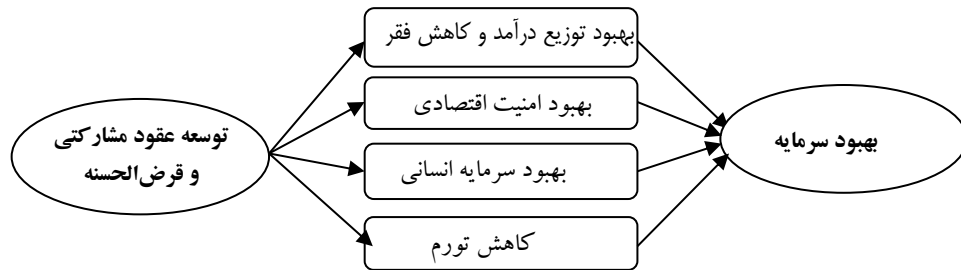 بهبود توزیع درآمد و کاهش فقر
بهبود امنیت اقتصادی
توسعه عقود مشارکتی
و قرض‌الحسنه
بهبود سرمایه
بهبود سرمایه انسانی
کاهش تورم